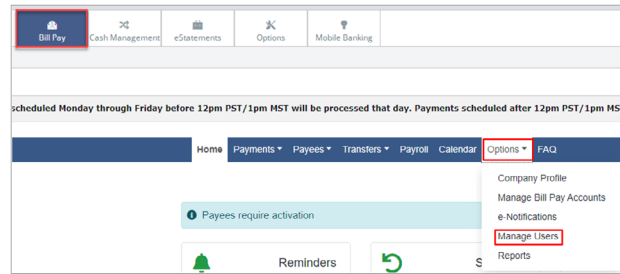 Bill Pay
Cash Management
eStatements
Options
Mobile Banking
scheduled Monday through Friday before 12pm PST/1pm MST will be processed that day. Payments scheduled after 12pm PST/1pm MS
Home Payments Payees Transfers Payroll Calendar Options FAQ
Company Profile
Manage Bill Pay Accounts
e-Notifications
Manage Users
Reports
Payees require activation
Reminders
S